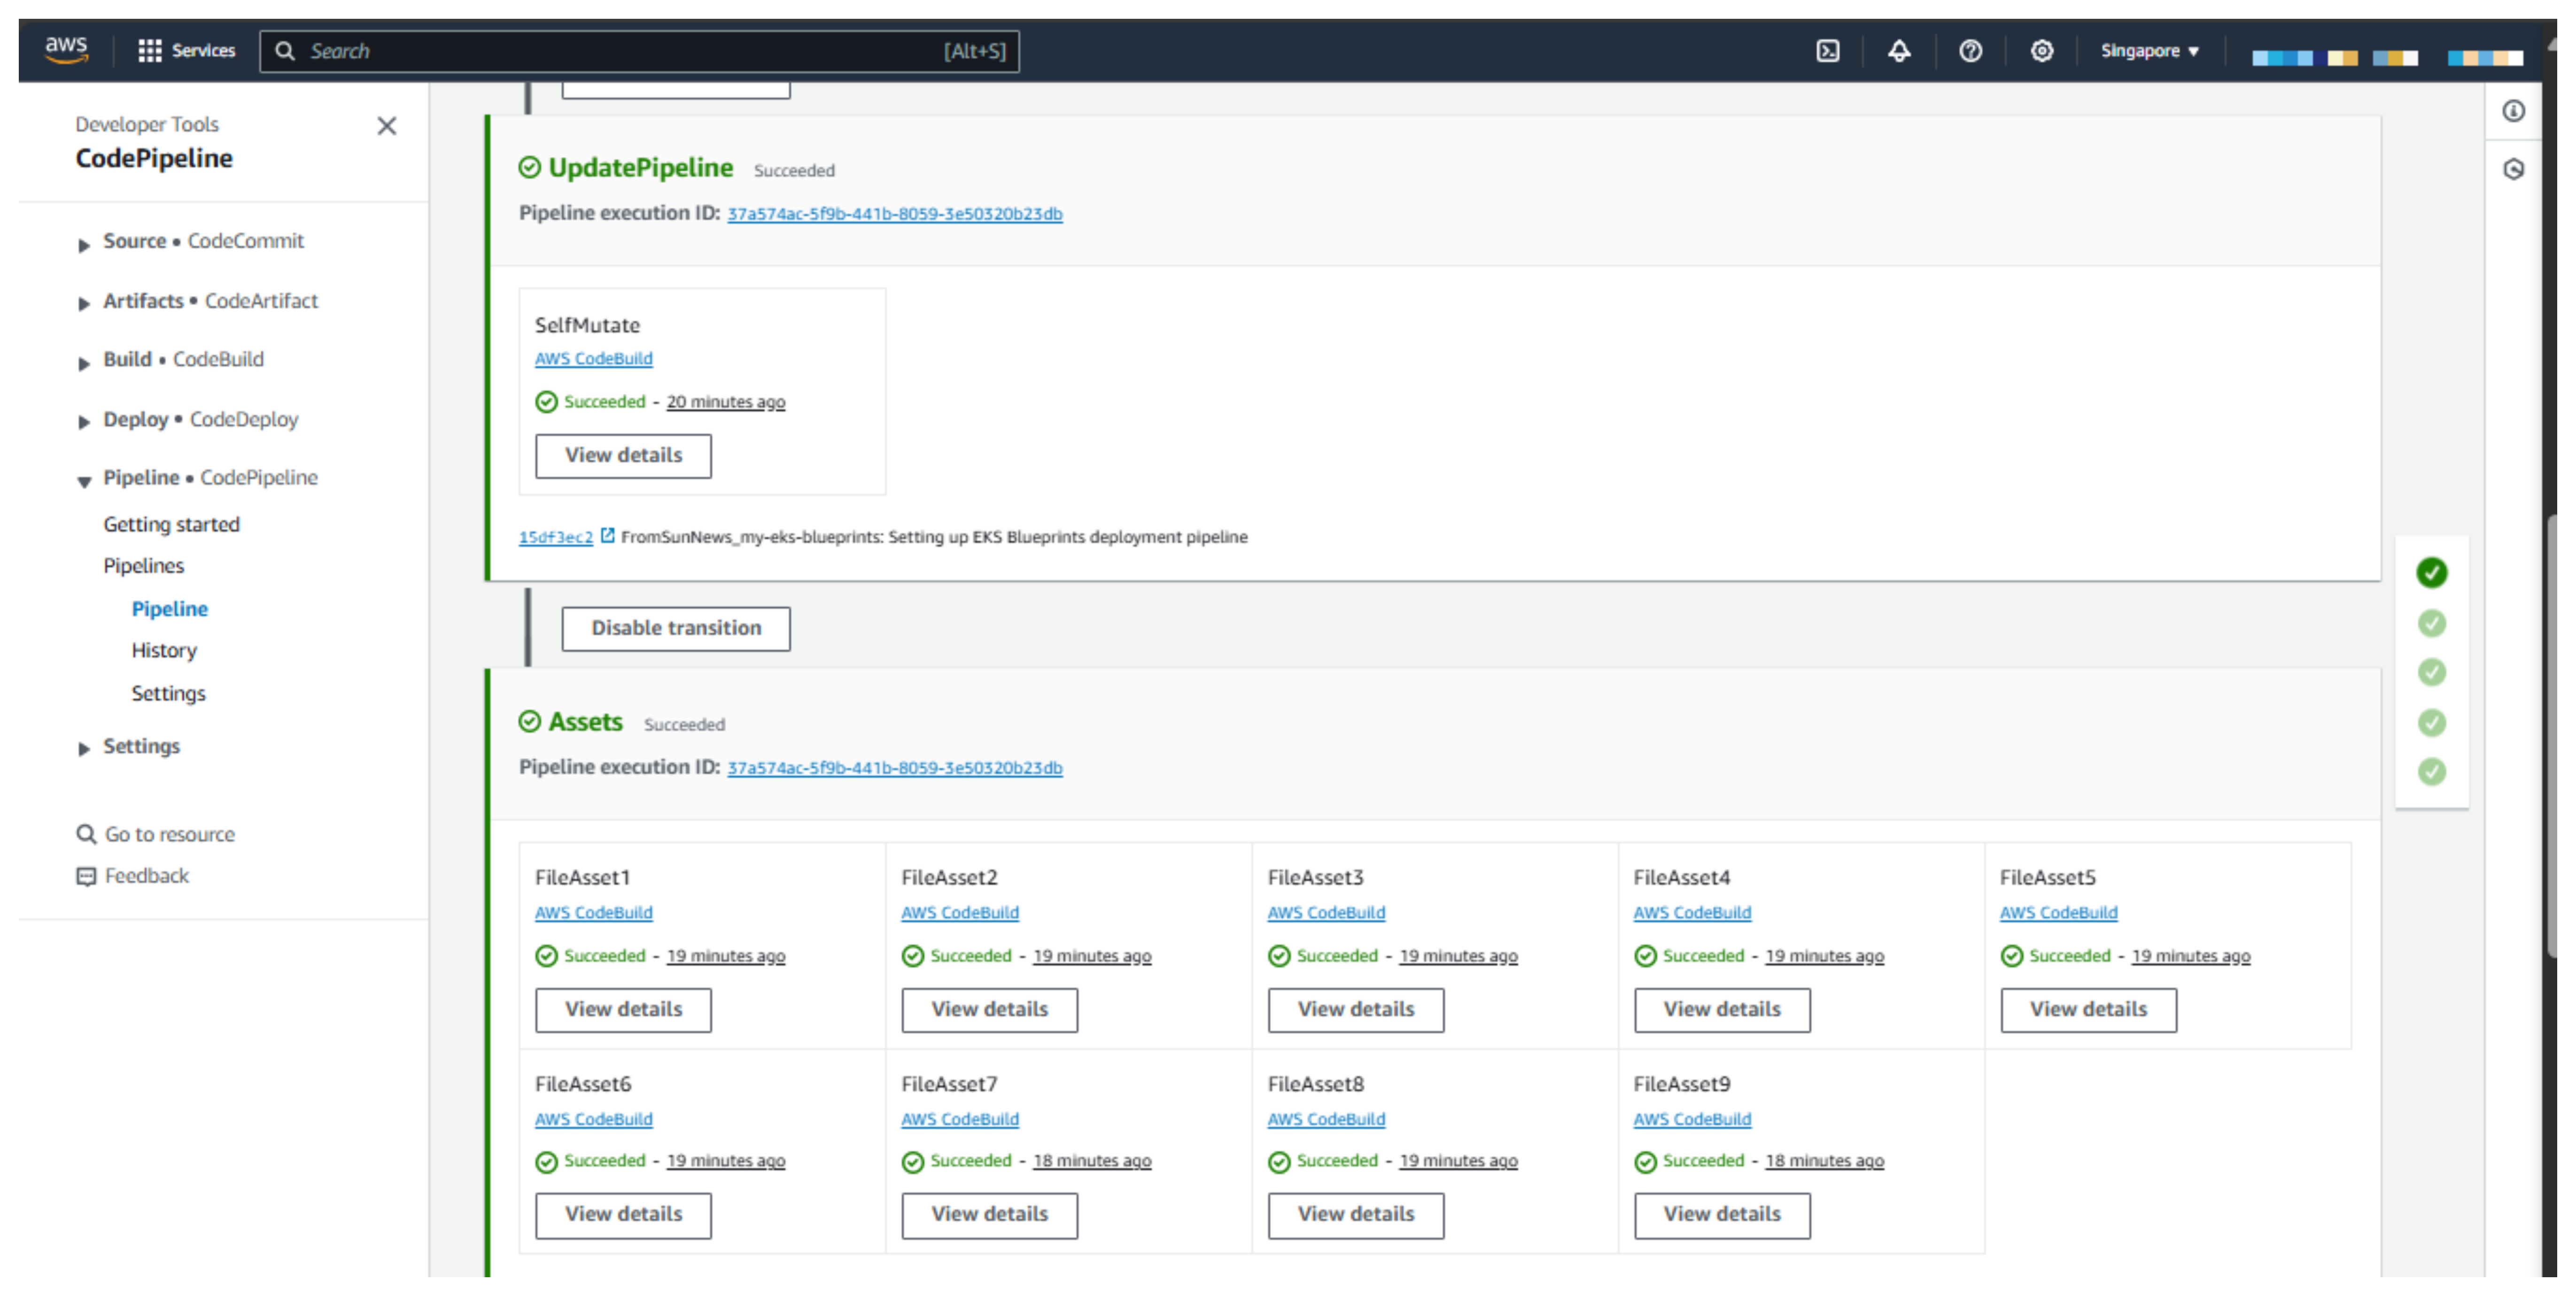 aws Services Search [Alt+S] Singapore ▼
Developer Tools
CodePipeline
Source • CodeCommit
Artifacts • CodeArtifact
Build • CodeBuild
Deploy • CodeDeploy
Pipeline • CodePipeline
Getting started
Pipelines
Pipeline
History
Settings
Settings
Go to resource
Feedback
UpdatePipeline Succeeded
Pipeline execution ID: 37a574ac-5f9b-441b-8059-3e50320b23db
SelfMutate
AWS CodeBuild
Succeeded - 20 minutes ago
View details
15df3ec2 FromSunNews_my-eks-blueprints: Setting up EKS Blueprints deployment pipeline
Disable transition
Assets Succeeded
Pipeline execution ID: 37a574ac-5f9b-441b-8059-3e50320b23db
FileAsset1 FileAsset2 FileAsset3 FileAsset4 FileAsset5
AWS CodeBuild AWS CodeBuild AWS CodeBuild AWS CodeBuild AWS CodeBuild
Succeeded - 19 minutes ago Succeeded - 19 minutes ago Succeeded - 19 minutes ago Succeeded - 19 minutes ago Succeeded - 19 minutes ago
View details View details View details View details View details
FileAsset6 FileAsset7 FileAsset8 FileAsset9
AWS CodeBuild AWS CodeBuild AWS CodeBuild AWS CodeBuild
Succeeded - 19 minutes ago Succeeded - 18 minutes ago Succeeded - 19 minutes ago Succeeded - 18 minutes ago
View details View details View details View details